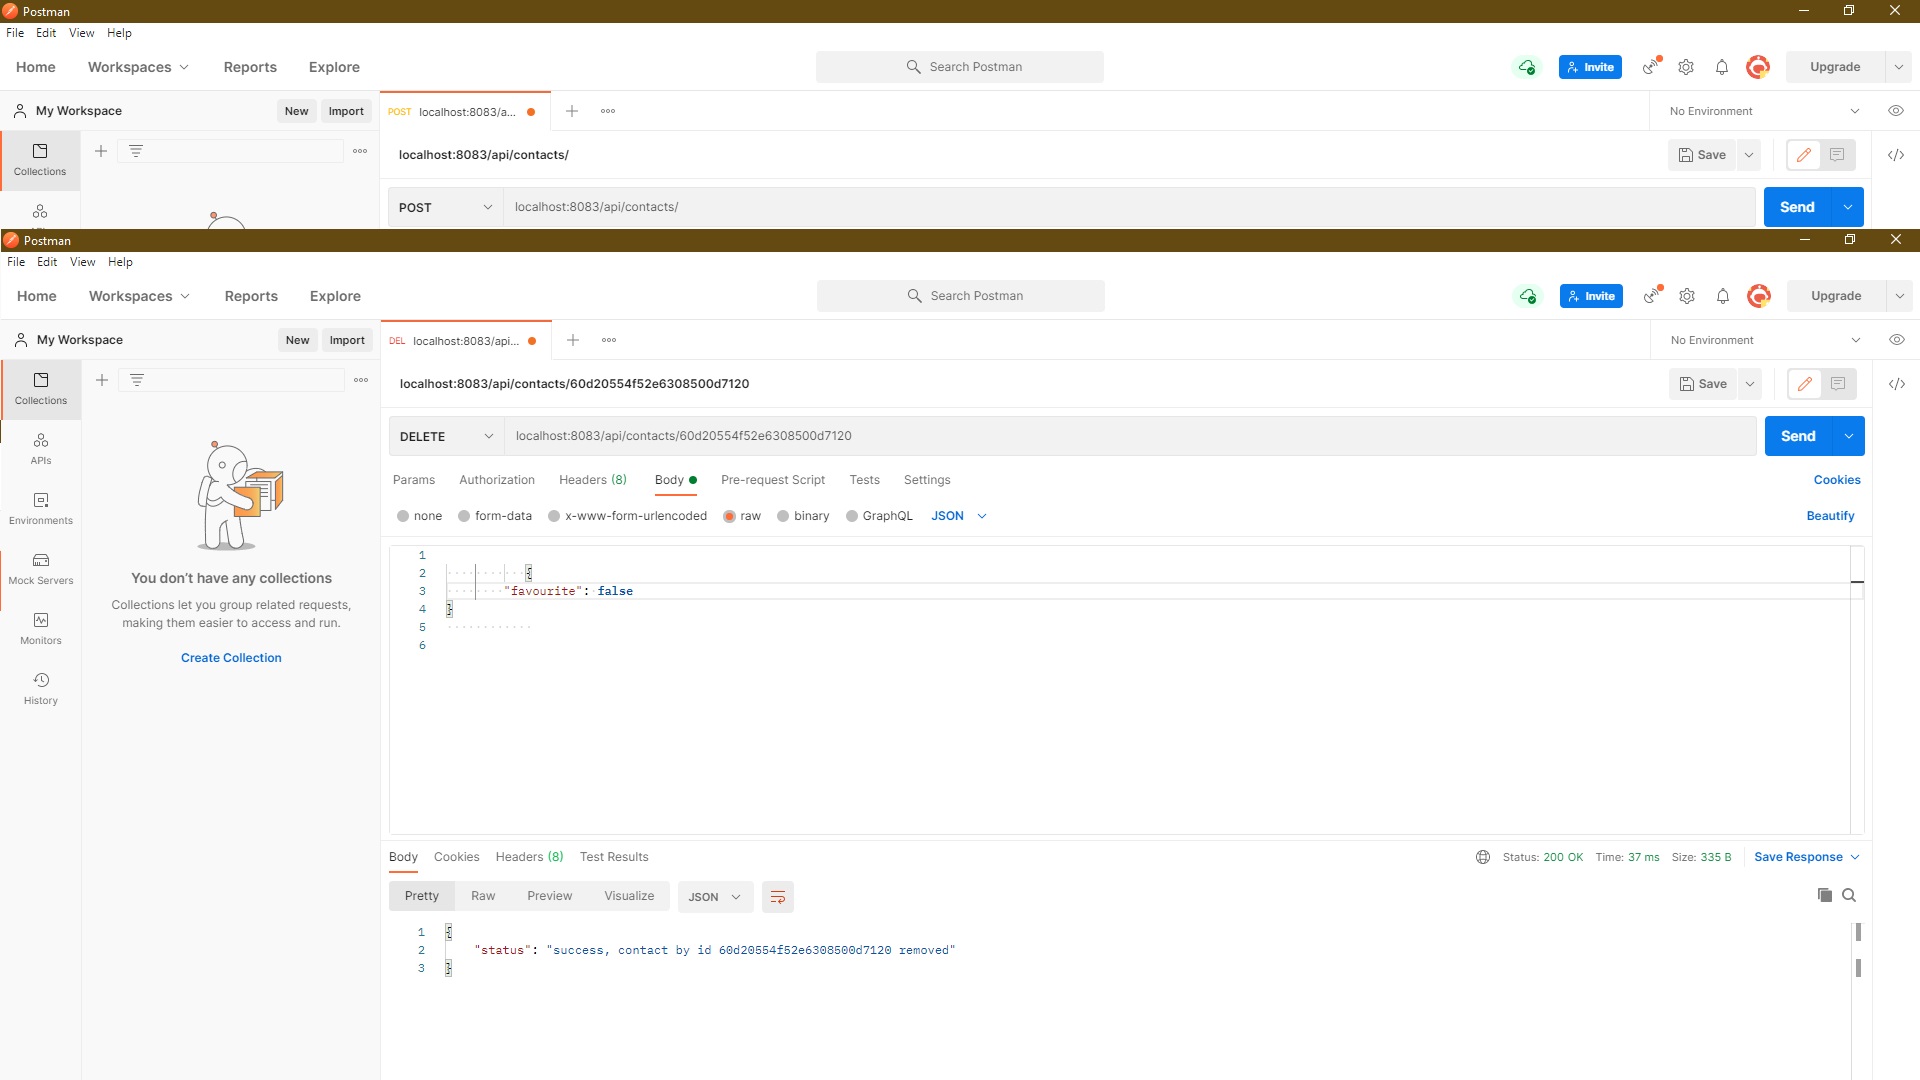 Postman
File Edit View Help
Home Workspaces Reports Explore Search Postman Invite Upgrade
My Workspace New Import POST localhost:8083/a... No Environment
localhost:8083/api/contacts/ Save
Collections
POST localhost:8083/api/contacts/ Send
Postman
File Edit View Help
Home Workspaces Reports Explore Search Postman Invite Upgrade
My Workspace New Import DEL localhost:8083/api... No Environment
localhost:8083/api/contacts/60d20554f52e6308500d7120 Save
Collections
DELETE localhost:8083/api/contacts/60d20554f52e6308500d7120 Send
APIs
Params Authorization Headers (8) Body Pre-request Script Tests Settings Cookies
none form-data x-www-form-urlencoded raw binary GraphQL JSON Beautify
Environments
Mock Servers
Monitors
History
You don't have any collections
Collections let you group related requests,
making them easier to access and run.
Create Collection
1
2 {
3 "favourite": false
4 }
5
6
Body Cookies Headers (8) Test Results Status: 200 OK Time: 37 ms Size: 335 B Save Response
Pretty Raw Preview Visualize JSON
1 {
2 "status": "success, contact by id 60d20554f52e6308500d7120 removed"
3 }